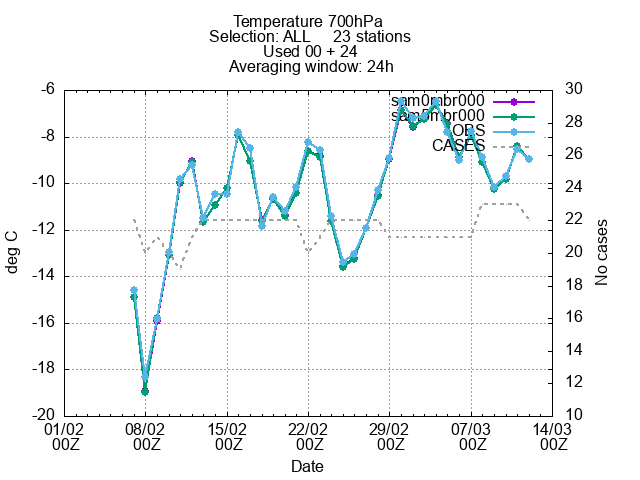 Temperature 700hPa
Selection: ALL 23 stations
Used 00 + 24
Averaging window: 24h
sam0mbr000
sam5mbr000
OBS
CASES
-6
-8
-10
-12
-14
-16
-18
-20
30
28
26
24
22
20
18
16
14
12
10
deg C
No cases
01/02 08/02 15/02 22/02 29/02 07/03 14/03
00Z 00Z 00Z 00Z 00Z 00Z 00Z
Date